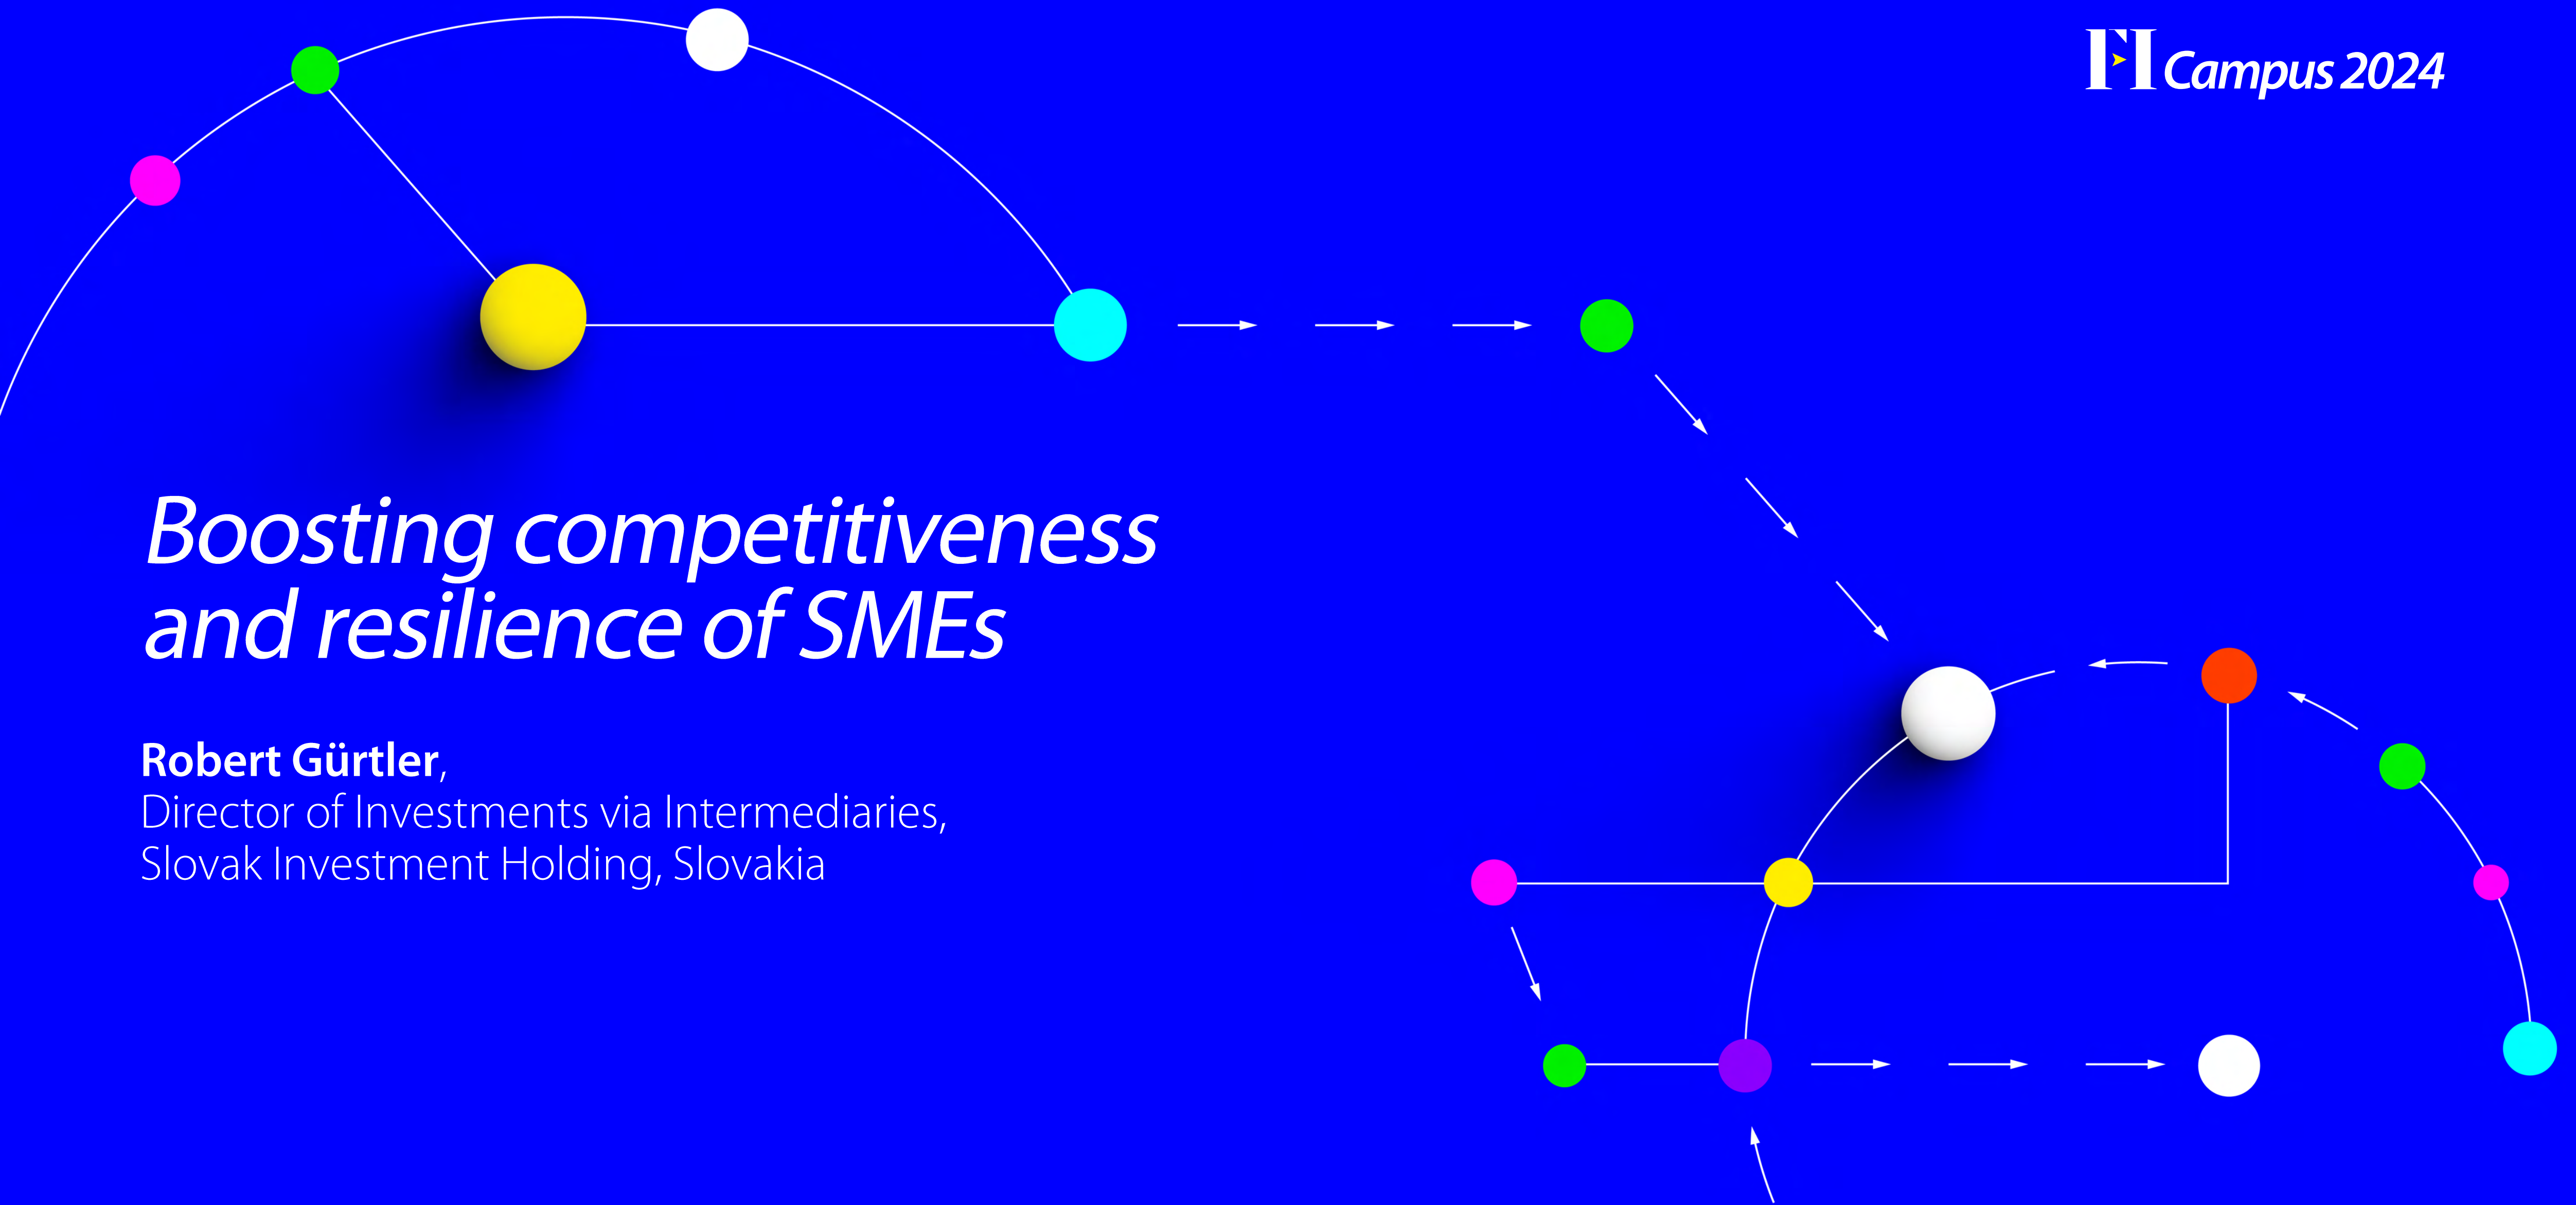 FI Campus 2024
Boosting competitiveness
and resilience of SMEs
Robert Gürtler,
Director of Investments via Intermediaries,
Slovak Investment Holding, Slovakia